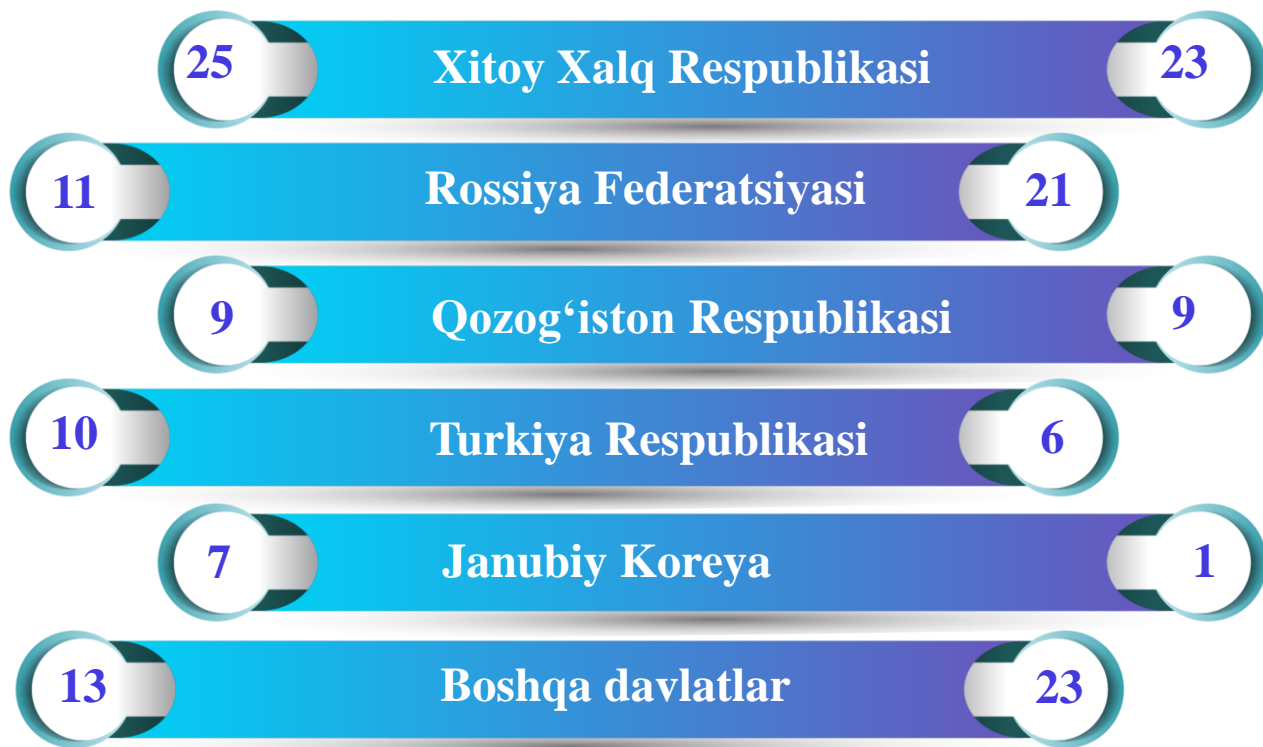 25 Xitoy Xalq Respublikasi 23
11 Rossiya Federatsiyasi 21
9 Qozog‘iston Respublikasi 9
10 Turkiya Respublikasi 6
7 Janubiy Koreya 1
13 Boshqa davlatlar 23